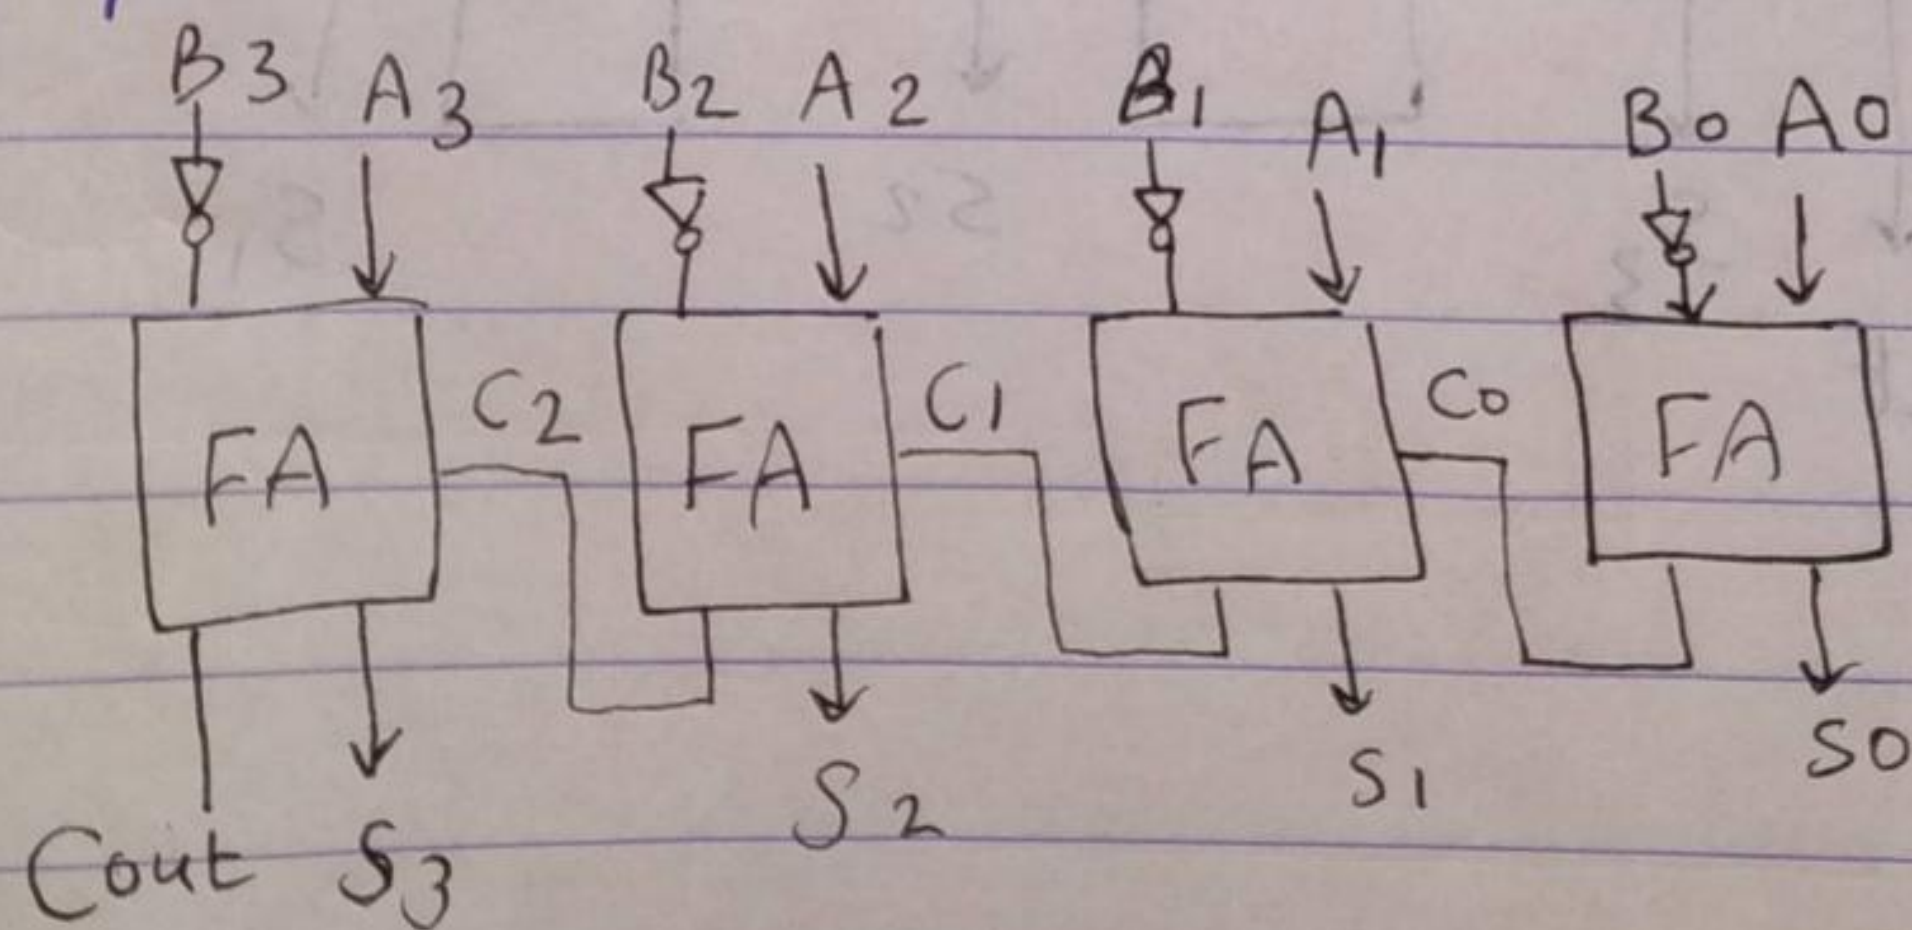 B3 A3 B2 A2 B1 A1 B0 A0
FA C2 FA C1 FA C0 FA
Cout S3 S2 S1 S0